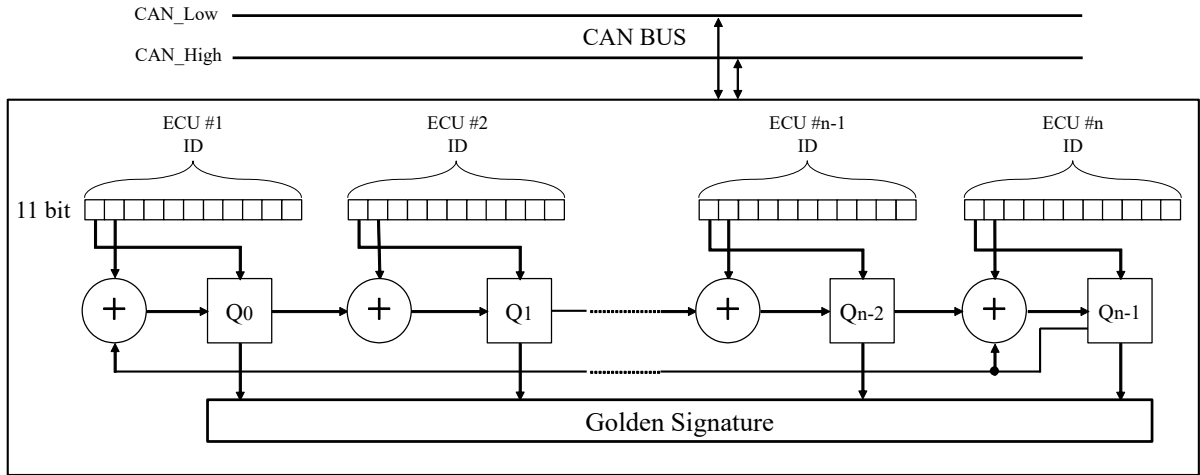 CAN_Low
CAN BUS
CAN_High
ECU #1
ID
ECU #2
ID
ECU #n-1
ID
ECU #n
ID
11 bit
+
Q0
+
Q1
+
Qn-2
+
Qn-1
Golden Signature